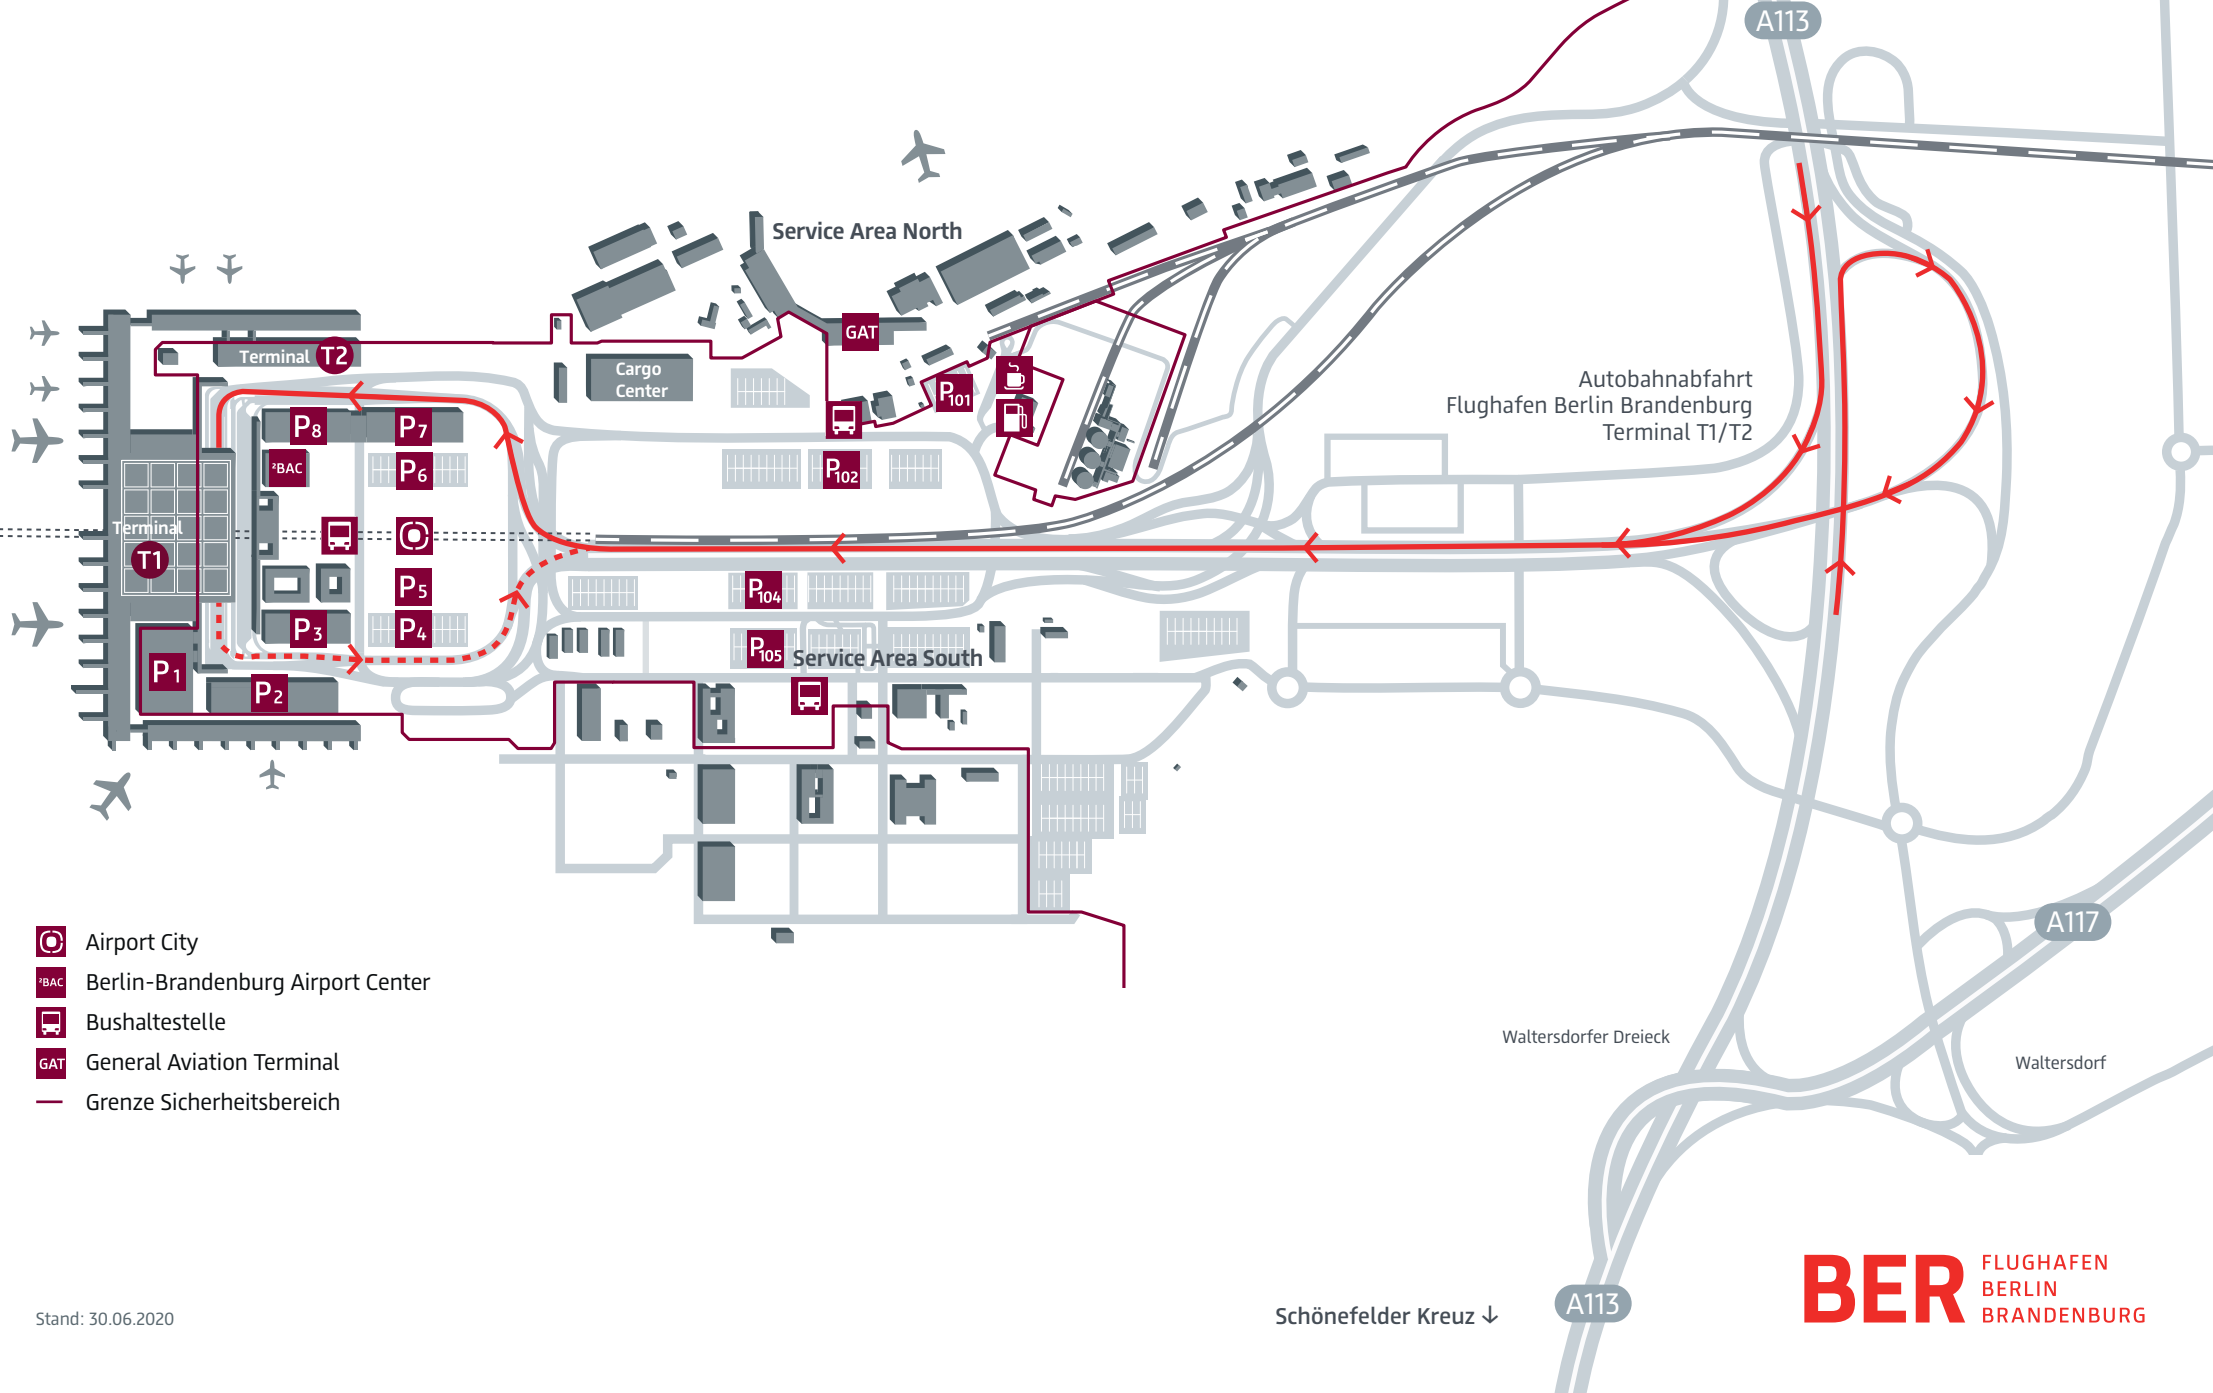 A113
Service Area North
GAT
Terminal T2
Cargo
Center
P101
Autobahnabfahrt
Flughafen Berlin Brandenburg
Terminal T1/T2
P8
P7
²BAC
P6
P102
Terminal
T1
P5
P104
P3
P4
P105
Service Area South
P1
P2
A117
Airport City
²BAC
Berlin-Brandenburg Airport Center
Bushaltestelle
GAT
General Aviation Terminal
Grenze Sicherheitsbereich
Waltersdorfer Dreieck
Waltersdorf
Stand: 30.06.2020
Schönefelder Kreuz ↓
A113
BER
FLUGHAFEN
BERLIN
BRANDENBURG